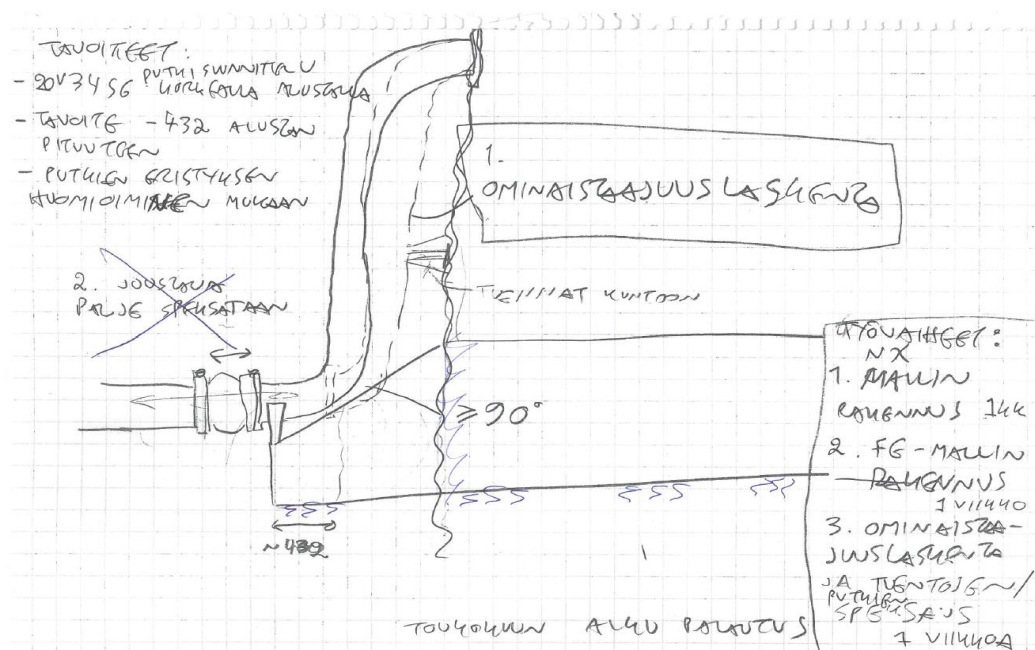 TAVOITTEET:
- 20V34SG PUTKISUUNNITTELU
KORKEALLA ALUSTALLA
- TAVOITE -432 ALUSTAN
PITUUTEEN
- PUTKIEN ERISTYKSEN
HUOMIOIMINEN MUKAAN
1.
OMINAISTAAJUUSLASKENTA
2. JOUSTAVA
PALJE SPEKSATAAN
TUENNAT KUNTOON
≥90°
~432
TYÖVAIHEET:
NX
1. MALLIN
RAKENNUS 1KK
2. FE-MALLIN
RAKENNUS
1 VIIKKO
3. OMINAISTAA-
JUUSLASKENTA
JA TUENTOJEN/
PUTKIEN
SPEKSAUS
1 VIIKKOA
TOUKOKUUN ALKU PALAUTUS